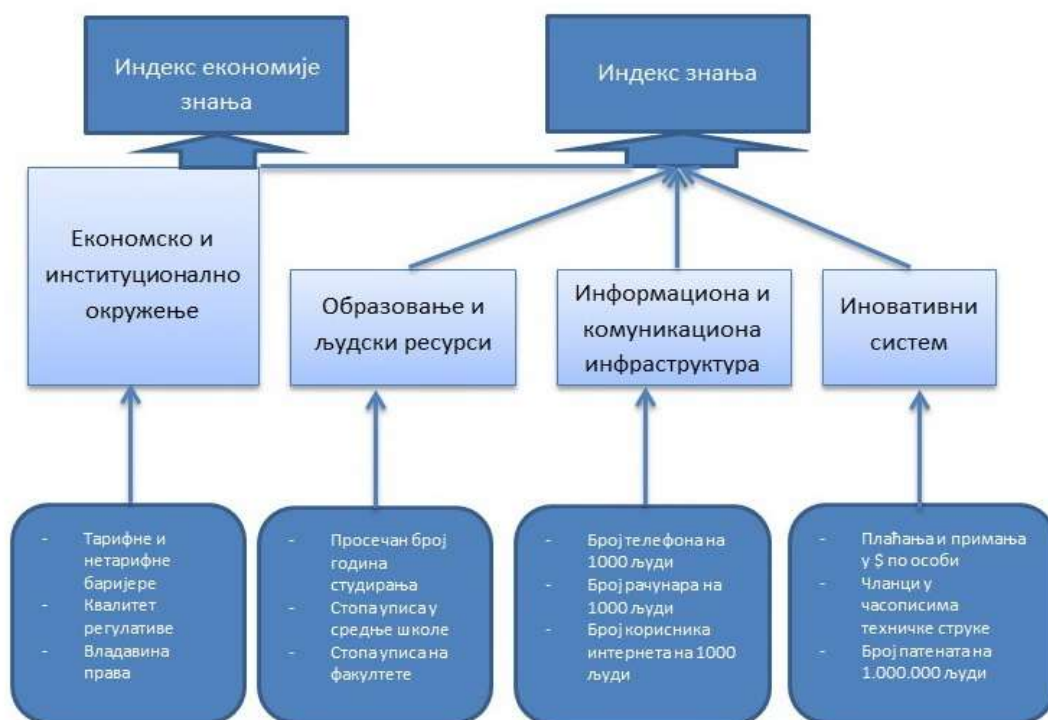 Индекс економије
знања
Индекс знања
Економско и
институционално
окружење
Образовање и
људски ресурси
Информациона и
комуникациона
инфраструктура
Иновативни
систем
- Тарифне и
нетарифне
баријере
- Квалитет
регулативе
- Владавина
права
- Просечан број
година
студирања
- Стопа уписа у
средње школе
- Стопа уписа на
факултете
- Број телефона на
1000 људи
- Број рачунара на
1000 људи
- Број корисника
интернета на 1000
људи
- Плаћања и примања
у $ по особи
- Чланци у
часописима
техничке струке
- Број патената на
1.000.000 људи